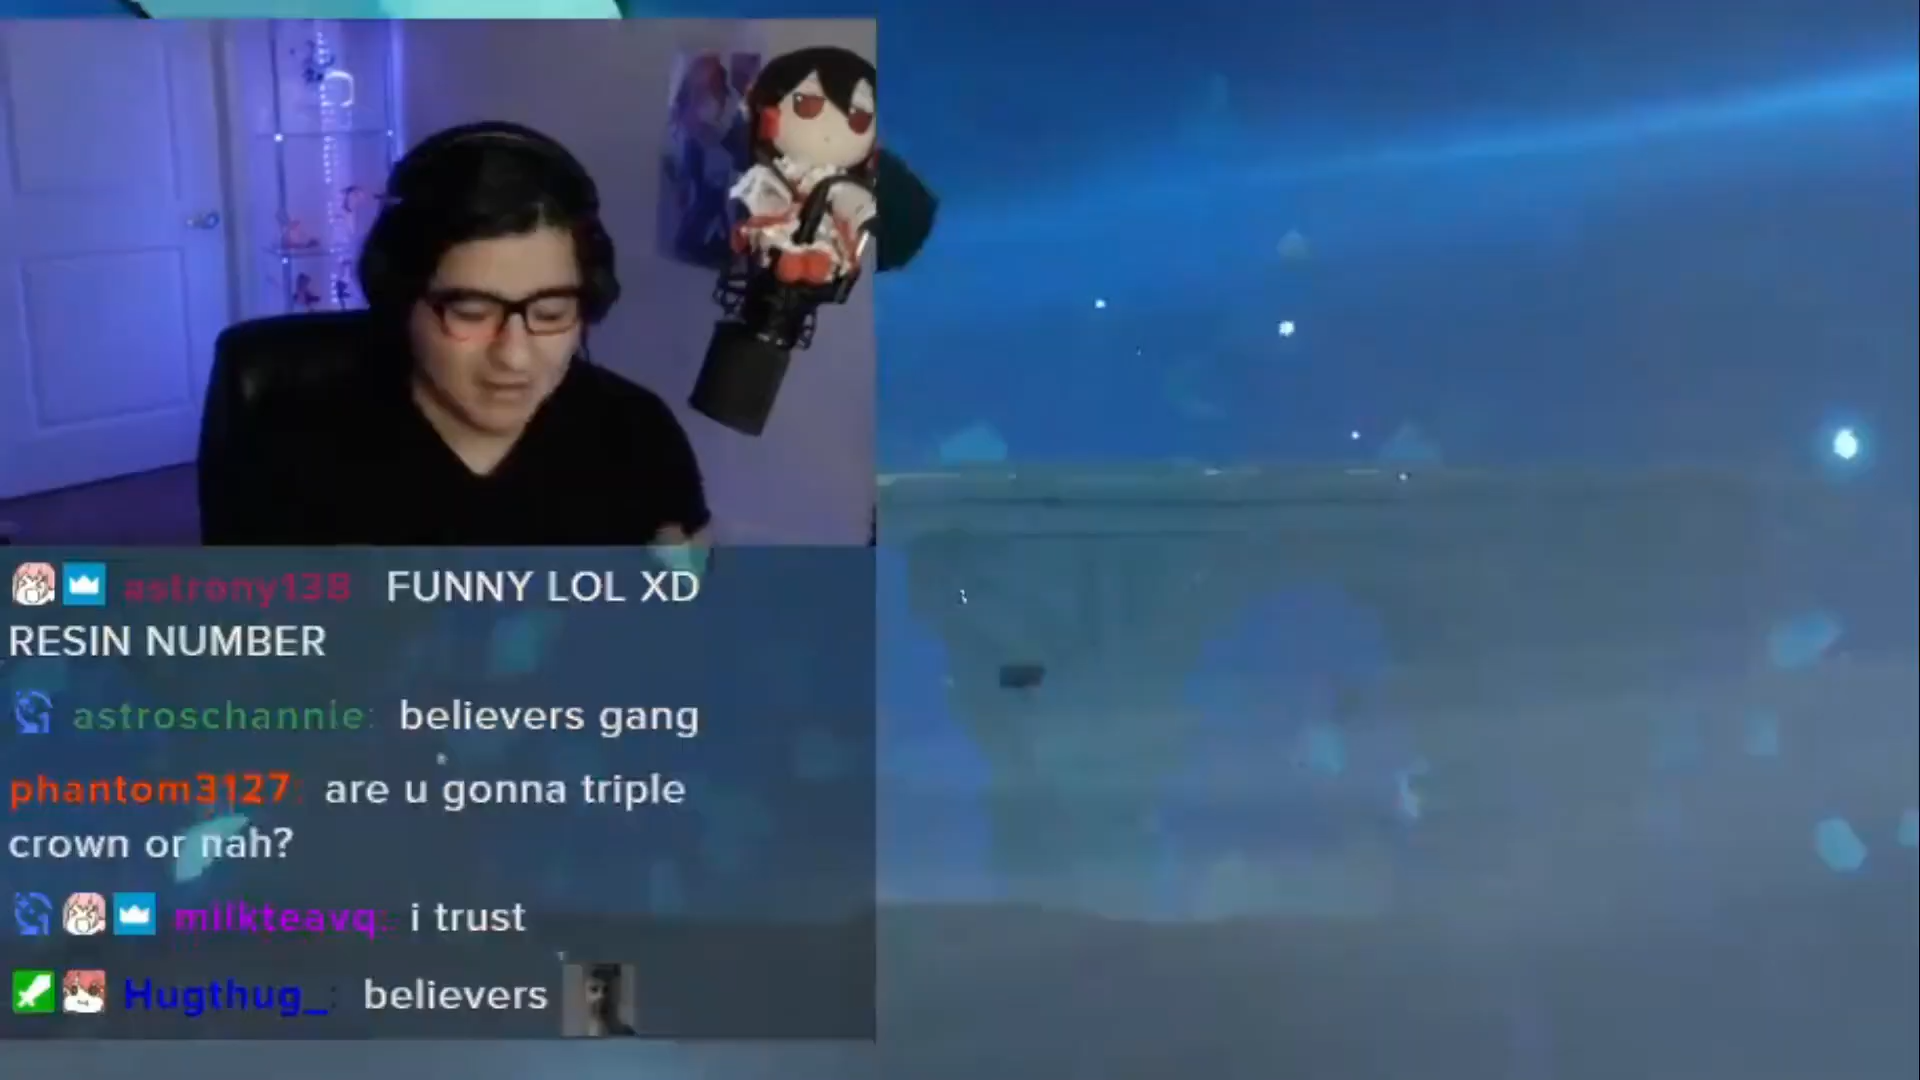 astrony138 FUNNY LOL XD
RESIN NUMBER
astroschannie: believers gang
phantom3127: are u gonna triple
crown or nah?
milkteavq: i trust
Hugthug_: believers